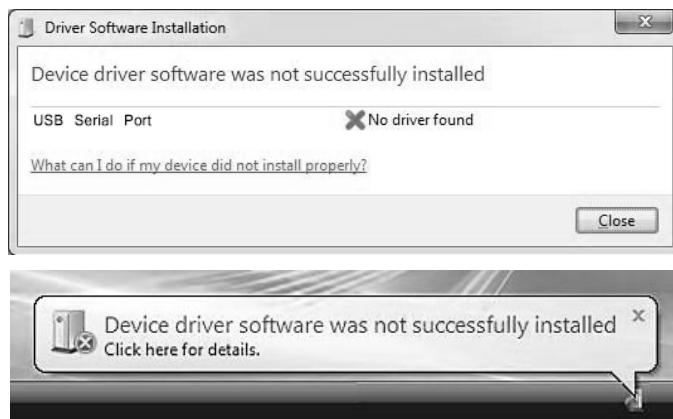 Driver Software Installation
Device driver software was not successfully installed
USB Serial Port No driver found
What can I do if my device did not install properly?
Close
Device driver software was not successfully installed
Click here for details.